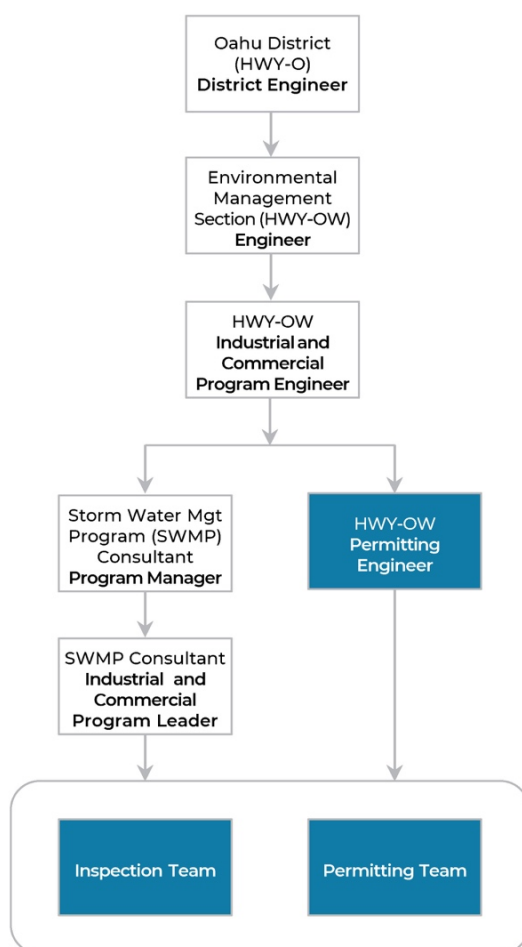 Oahu District
(HWY-O)
District Engineer
Environmental
Management
Section (HWY-OW)
Engineer
HWY-OW
Industrial and
Commercial
Program Engineer
Storm Water Mgt
Program (SWMP)
Consultant
Program Manager
HWY-OW
Permitting
Engineer
SWMP Consultant
Industrial and
Commercial
Program Leader
Inspection Team
Permitting Team